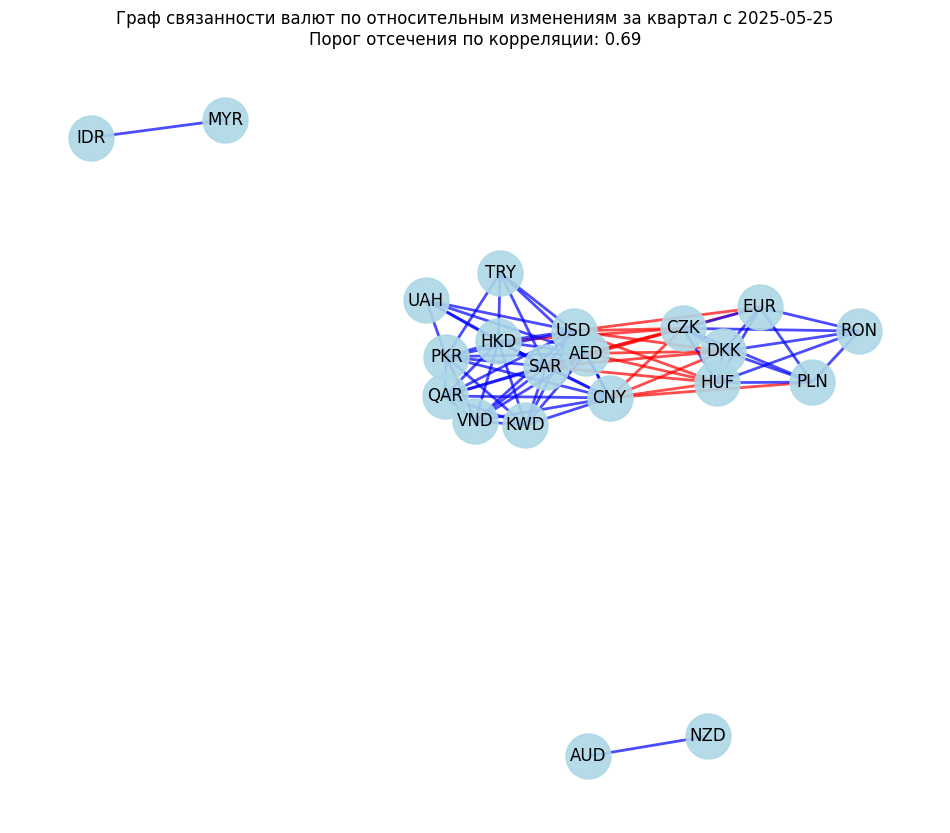 Граф связанности валют по относительным изменениям за квартал с 2025-05-25
Порог отсечения по корреляции: 0.69
MYR
IDR
TRY
UAH
EUR
CZK
USD
RON
HKD
DKK
AED
PKR
SAR
HUF
PLN
QAR
CNY
VND
KWD
NZD
AUD